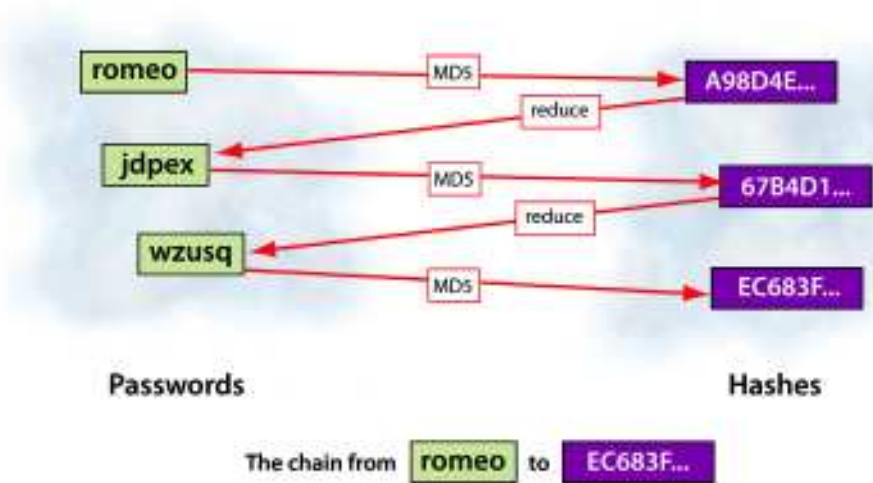 romeo
MD5
A98D4E...
reduce
jdpex
MD5
67B4D1...
reduce
wzusq
MD5
EC683F...
Passwords
Hashes
The chain from romeo to EC683F...